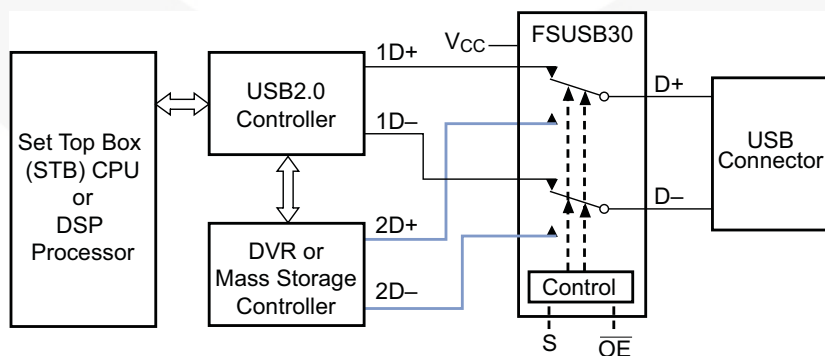 Set Top Box
(STB) CPU
or
DSP
Processor
USB2.0
Controller
DVR or
Mass Storage
Controller
1D+
1D–
2D+
2D–
VCC
FSUSB30
Control
S
OE
D+
D–
USB
Connector